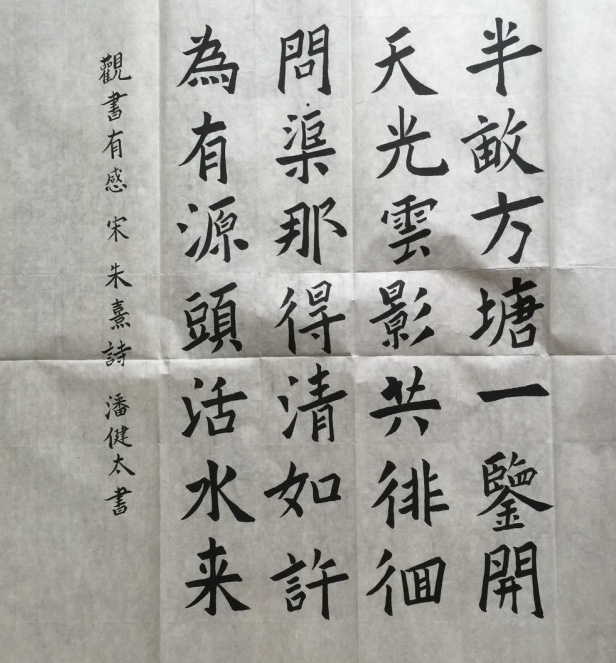 半畝方塘一鑒開
天光雲影共徘徊
問渠那得清如許
為有源頭活水来
觀書有感 宋 朱熹詩 潘健太書